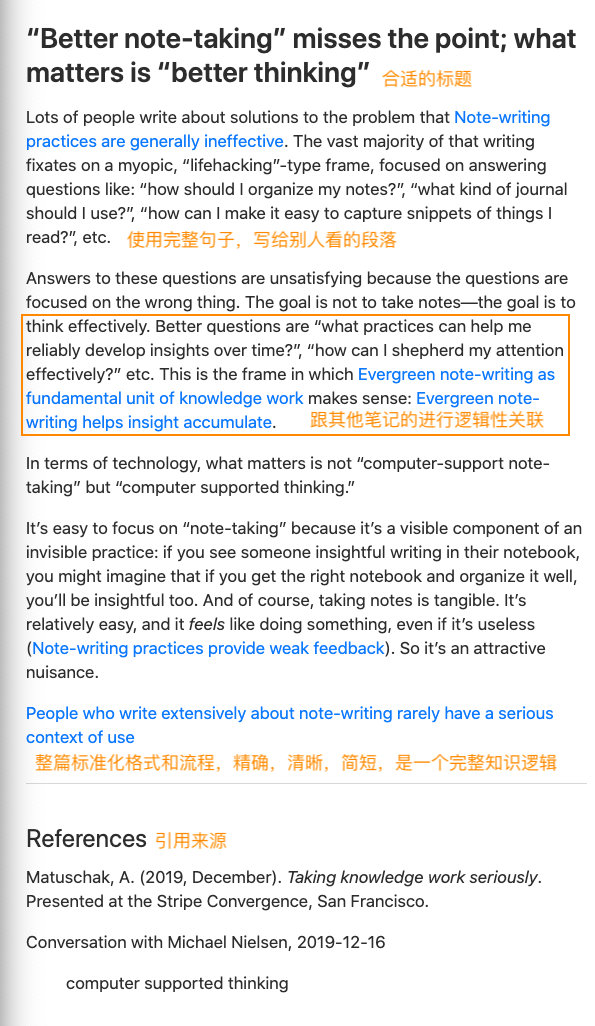 “Better note-taking” misses the point; what
matters is “better thinking” 合适的标题
Lots of people write about solutions to the problem that Note-writing
practices are generally ineffective. The vast majority of that writing
fixates on a myopic, “lifehacking”-type frame, focused on answering
questions like: “how should I organize my notes?”, “what kind of journal
should I use?”, “how can I make it easy to capture snippets of things I
read?”, etc. 使用完整句子，写给别人看的段落
Answers to these questions are unsatisfying because the questions are
focused on the wrong thing. The goal is not to take notes—the goal is to
think effectively. Better questions are “what practices can help me
reliably develop insights over time?”, “how can I shepherd my attention
effectively?” etc. This is the frame in which Evergreen note-writing as
fundamental unit of knowledge work makes sense: Evergreen note-
writing helps insight accumulate. 跟其他笔记的进行逻辑性关联
In terms of technology, what matters is not “computer-support note-
taking” but “computer supported thinking.”
It’s easy to focus on “note-taking” because it’s a visible component of an
invisible practice: if you see someone insightful writing in their notebook,
you might imagine that if you get the right notebook and organize it well,
you’ll be insightful too. And of course, taking notes is tangible. It’s
relatively easy, and it feels like doing something, even if it’s useless
(Note-writing practices provide weak feedback). So it’s an attractive
nuisance.
People who write extensively about note-writing rarely have a serious
context of use
整篇标准化格式和流程，精确，清晰，简短，是一个完整知识逻辑
References 引用来源
Matuschak, A. (2019, December). Taking knowledge work seriously.
Presented at the Stripe Convergence, San Francisco.
Conversation with Michael Nielsen, 2019-12-16
computer supported thinking